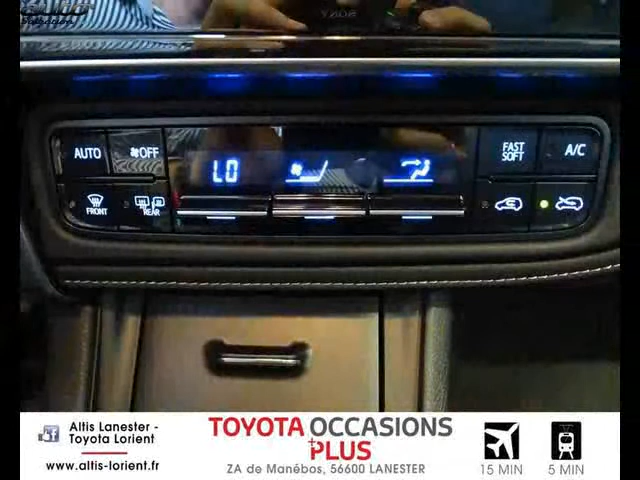 AUTO
OFF
LO
FAST
SOFT
A/C
FRONT
REAR
Altis Lanester -
Toyota Lorient
www.altis-lorient.fr
TOYOTA OCCASIONS
+PLUS
ZA de Manébos, 56600 LANESTER
15 MIN
5 MIN